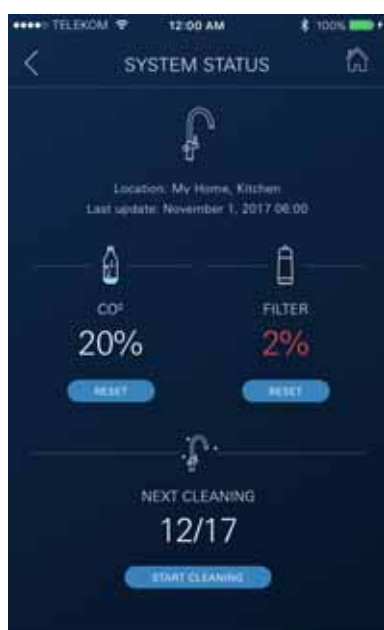 TELEKOM 12:00 AM 100%
SYSTEM STATUS
Location: My Home, Kitchen
Last update: November 1, 2017 06:00
CO² FILTER
20% 2%
RESET RESET
NEXT CLEANING
12/17
START CLEANING